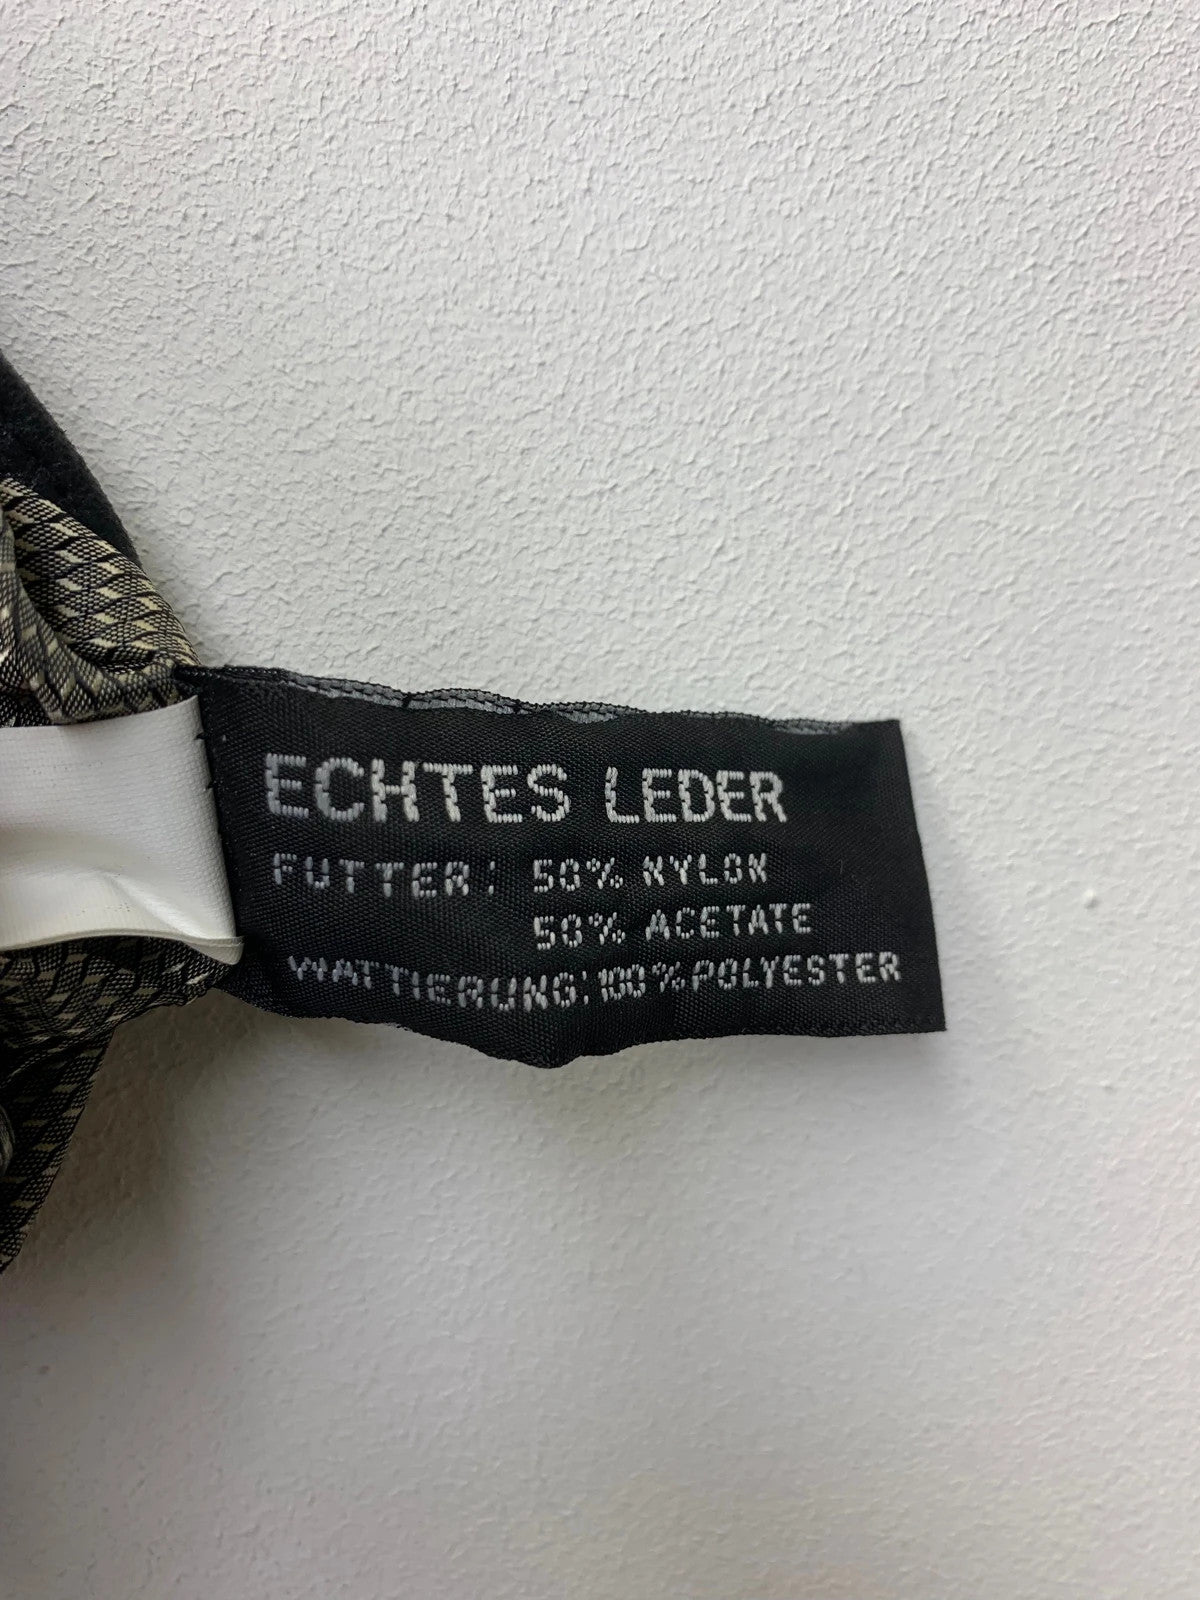 ECHTES LEDER
FUTTER: 50% NYLON
50% ACETATE
WATTIERUNG: 100% POLYESTER